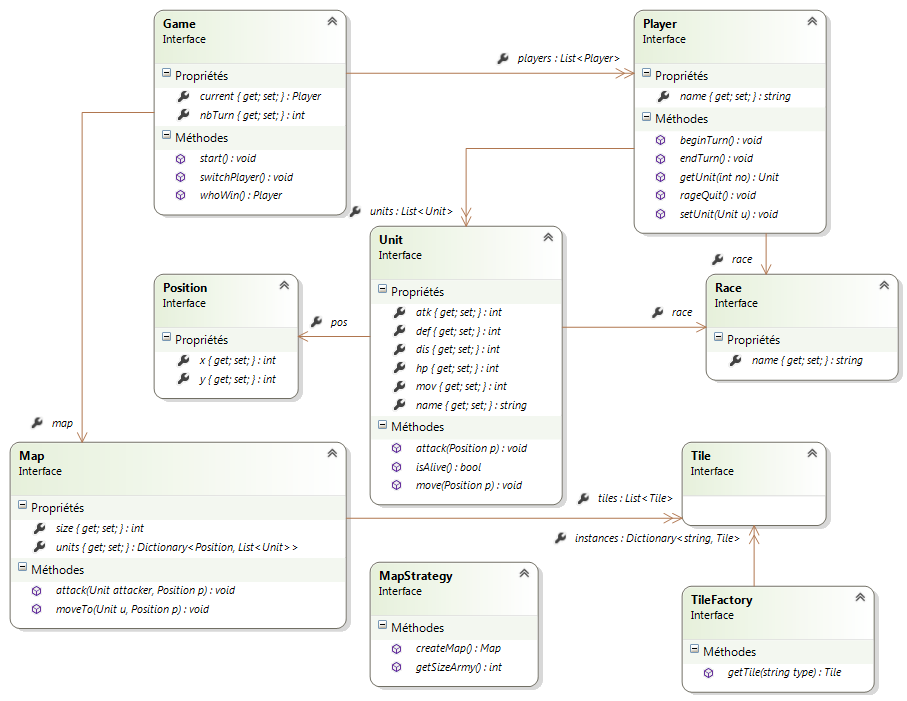 Game
Interface
Propriétés
current { get; set; } : Player
nbTurn { get; set; } : int
Méthodes
start() : void
switchPlayer() : void
whoWin() : Player
players : List<Player>
Player
Interface
Propriétés
name { get; set; } : string
Méthodes
beginTurn() : void
endTurn() : void
getUnit(int no) : Unit
rageQuit() : void
setUnit(Unit u) : void
units : List<Unit>
race
Unit
Interface
Propriétés
atk { get; set; } : int
def { get; set; } : int
dis { get; set; } : int
hp { get; set; } : int
mov { get; set; } : int
name { get; set; } : string
Méthodes
attack(Position p) : void
isAlive() : bool
move(Position p) : void
Position
Interface
Propriétés
x { get; set; } : int
y { get; set; } : int
pos
race
Race
Interface
Propriétés
name { get; set; } : string
map
Map
Interface
Propriétés
size { get; set; } : int
units { get; set; } : Dictionary<Position, List<Unit> >
Méthodes
attack(Unit attacker, Position p) : void
moveTo(Unit u, Position p) : void
tiles : List<Tile>
Tile
Interface
instances : Dictionary<string, Tile>
MapStrategy
Interface
Méthodes
createMap() : Map
getSizeArmy() : int
TileFactory
Interface
Méthodes
getTile(string type) : Tile